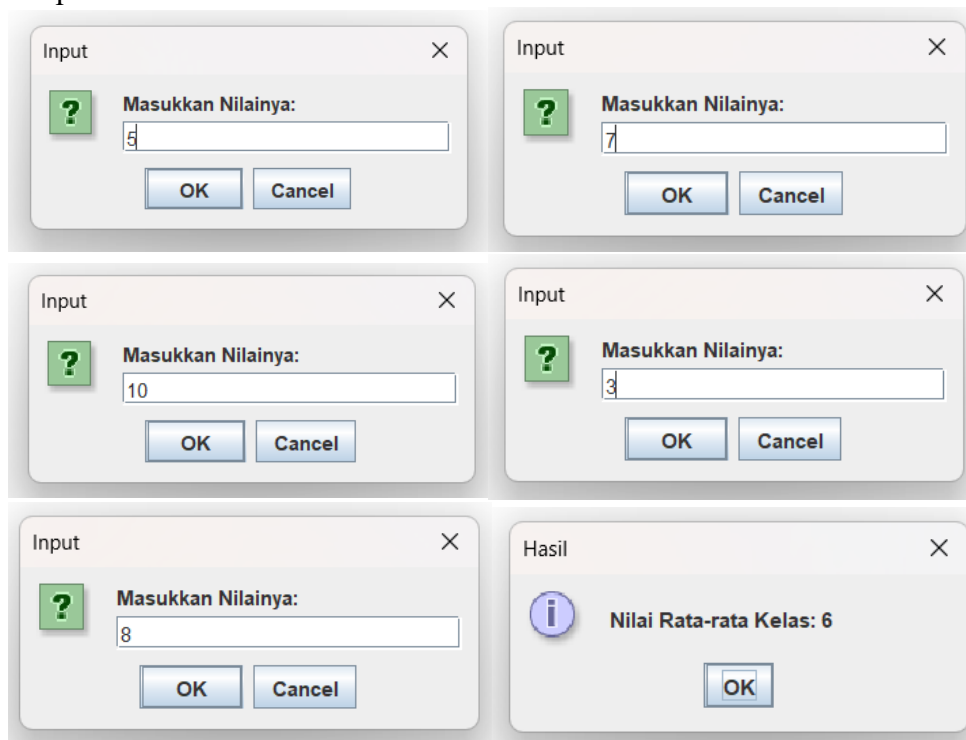 Input
Masukkan Nilainya:
5
OK Cancel
Input
Masukkan Nilainya:
7
OK Cancel
Input
Masukkan Nilainya:
10
OK Cancel
Input
Masukkan Nilainya:
3
OK Cancel
Input
Masukkan Nilainya:
8
OK Cancel
Hasil
Nilai Rata-rata Kelas: 6
OK